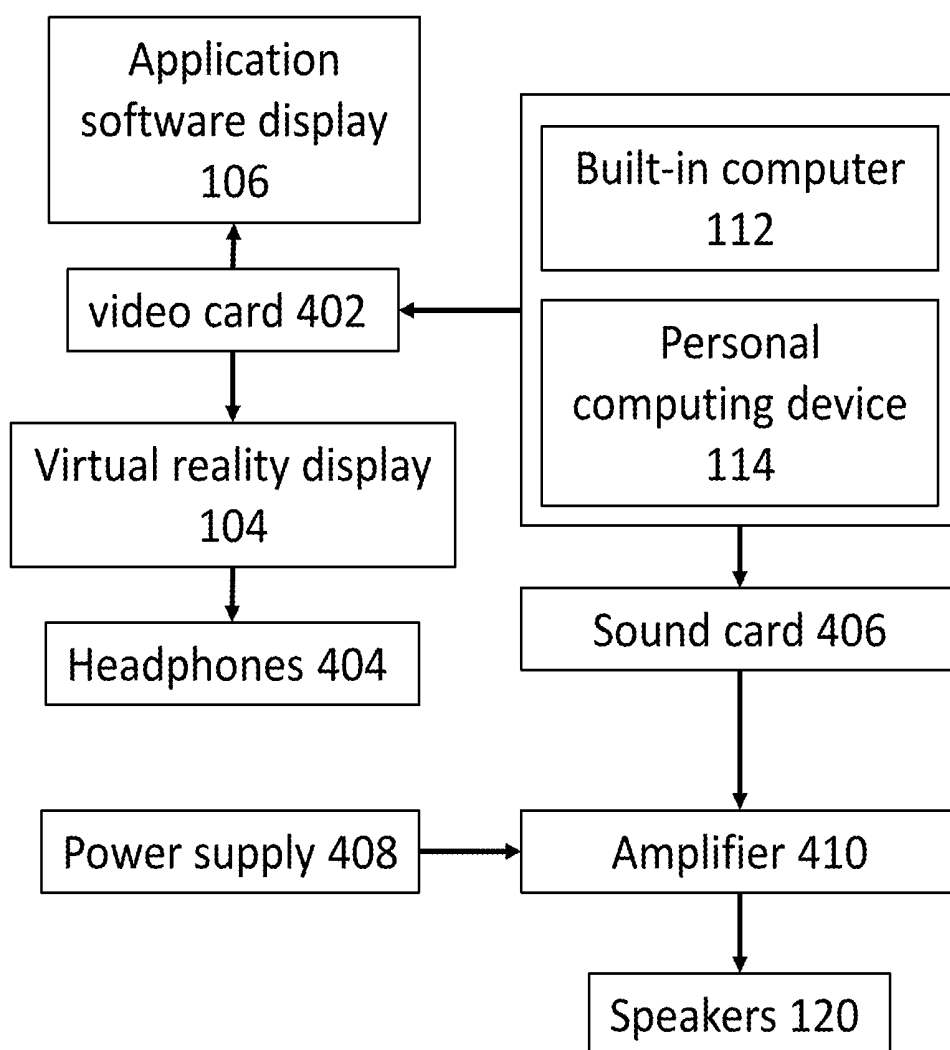 Application
software display
106
Built-in computer
112
video card 402
Personal
computing device
114
Virtual reality display
104
Sound card 406
Headphones 404
Power supply 408
Amplifier 410
Speakers 120